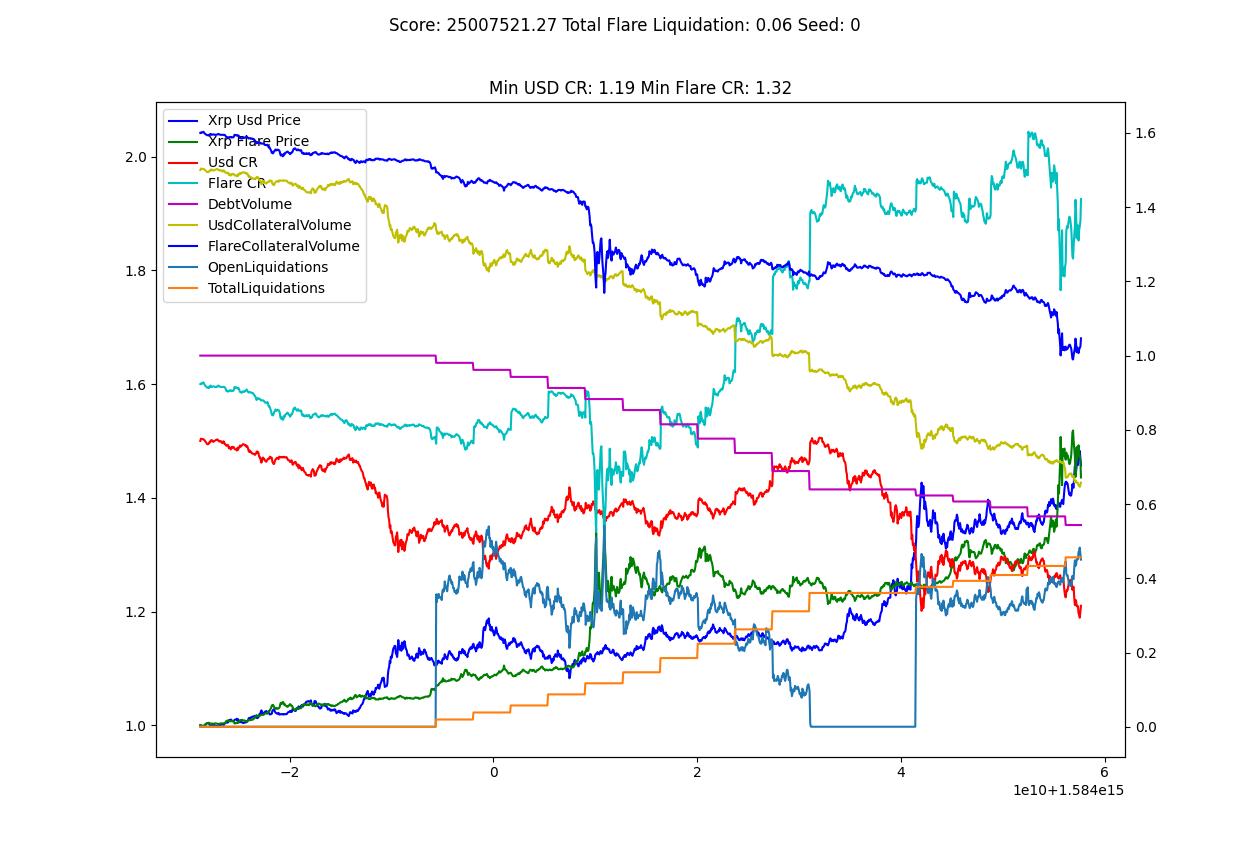 Score: 25007521.27 Total Flare Liquidation: 0.06 Seed: 0
Min USD CR: 1.19 Min Flare CR: 1.32
Xrp Usd Price
Xrp Flare Price
Usd CR
Flare CR
DebtVolume
UsdCollateralVolume
FlareCollateralVolume
OpenLiquidations
TotalLiquidations
2.0
1.8
1.6
1.4
1.2
1.0
1.6
1.4
1.2
1.0
0.8
0.6
0.4
0.2
0.0
−2 0 2 4 6
1e10+1.584e15